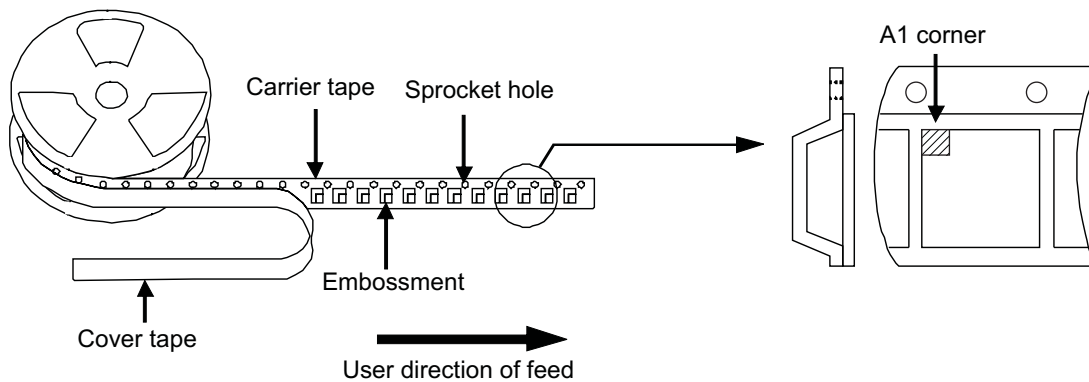 A1 corner
Carrier tape
Sprocket hole
Embossment
Cover tape
User direction of feed